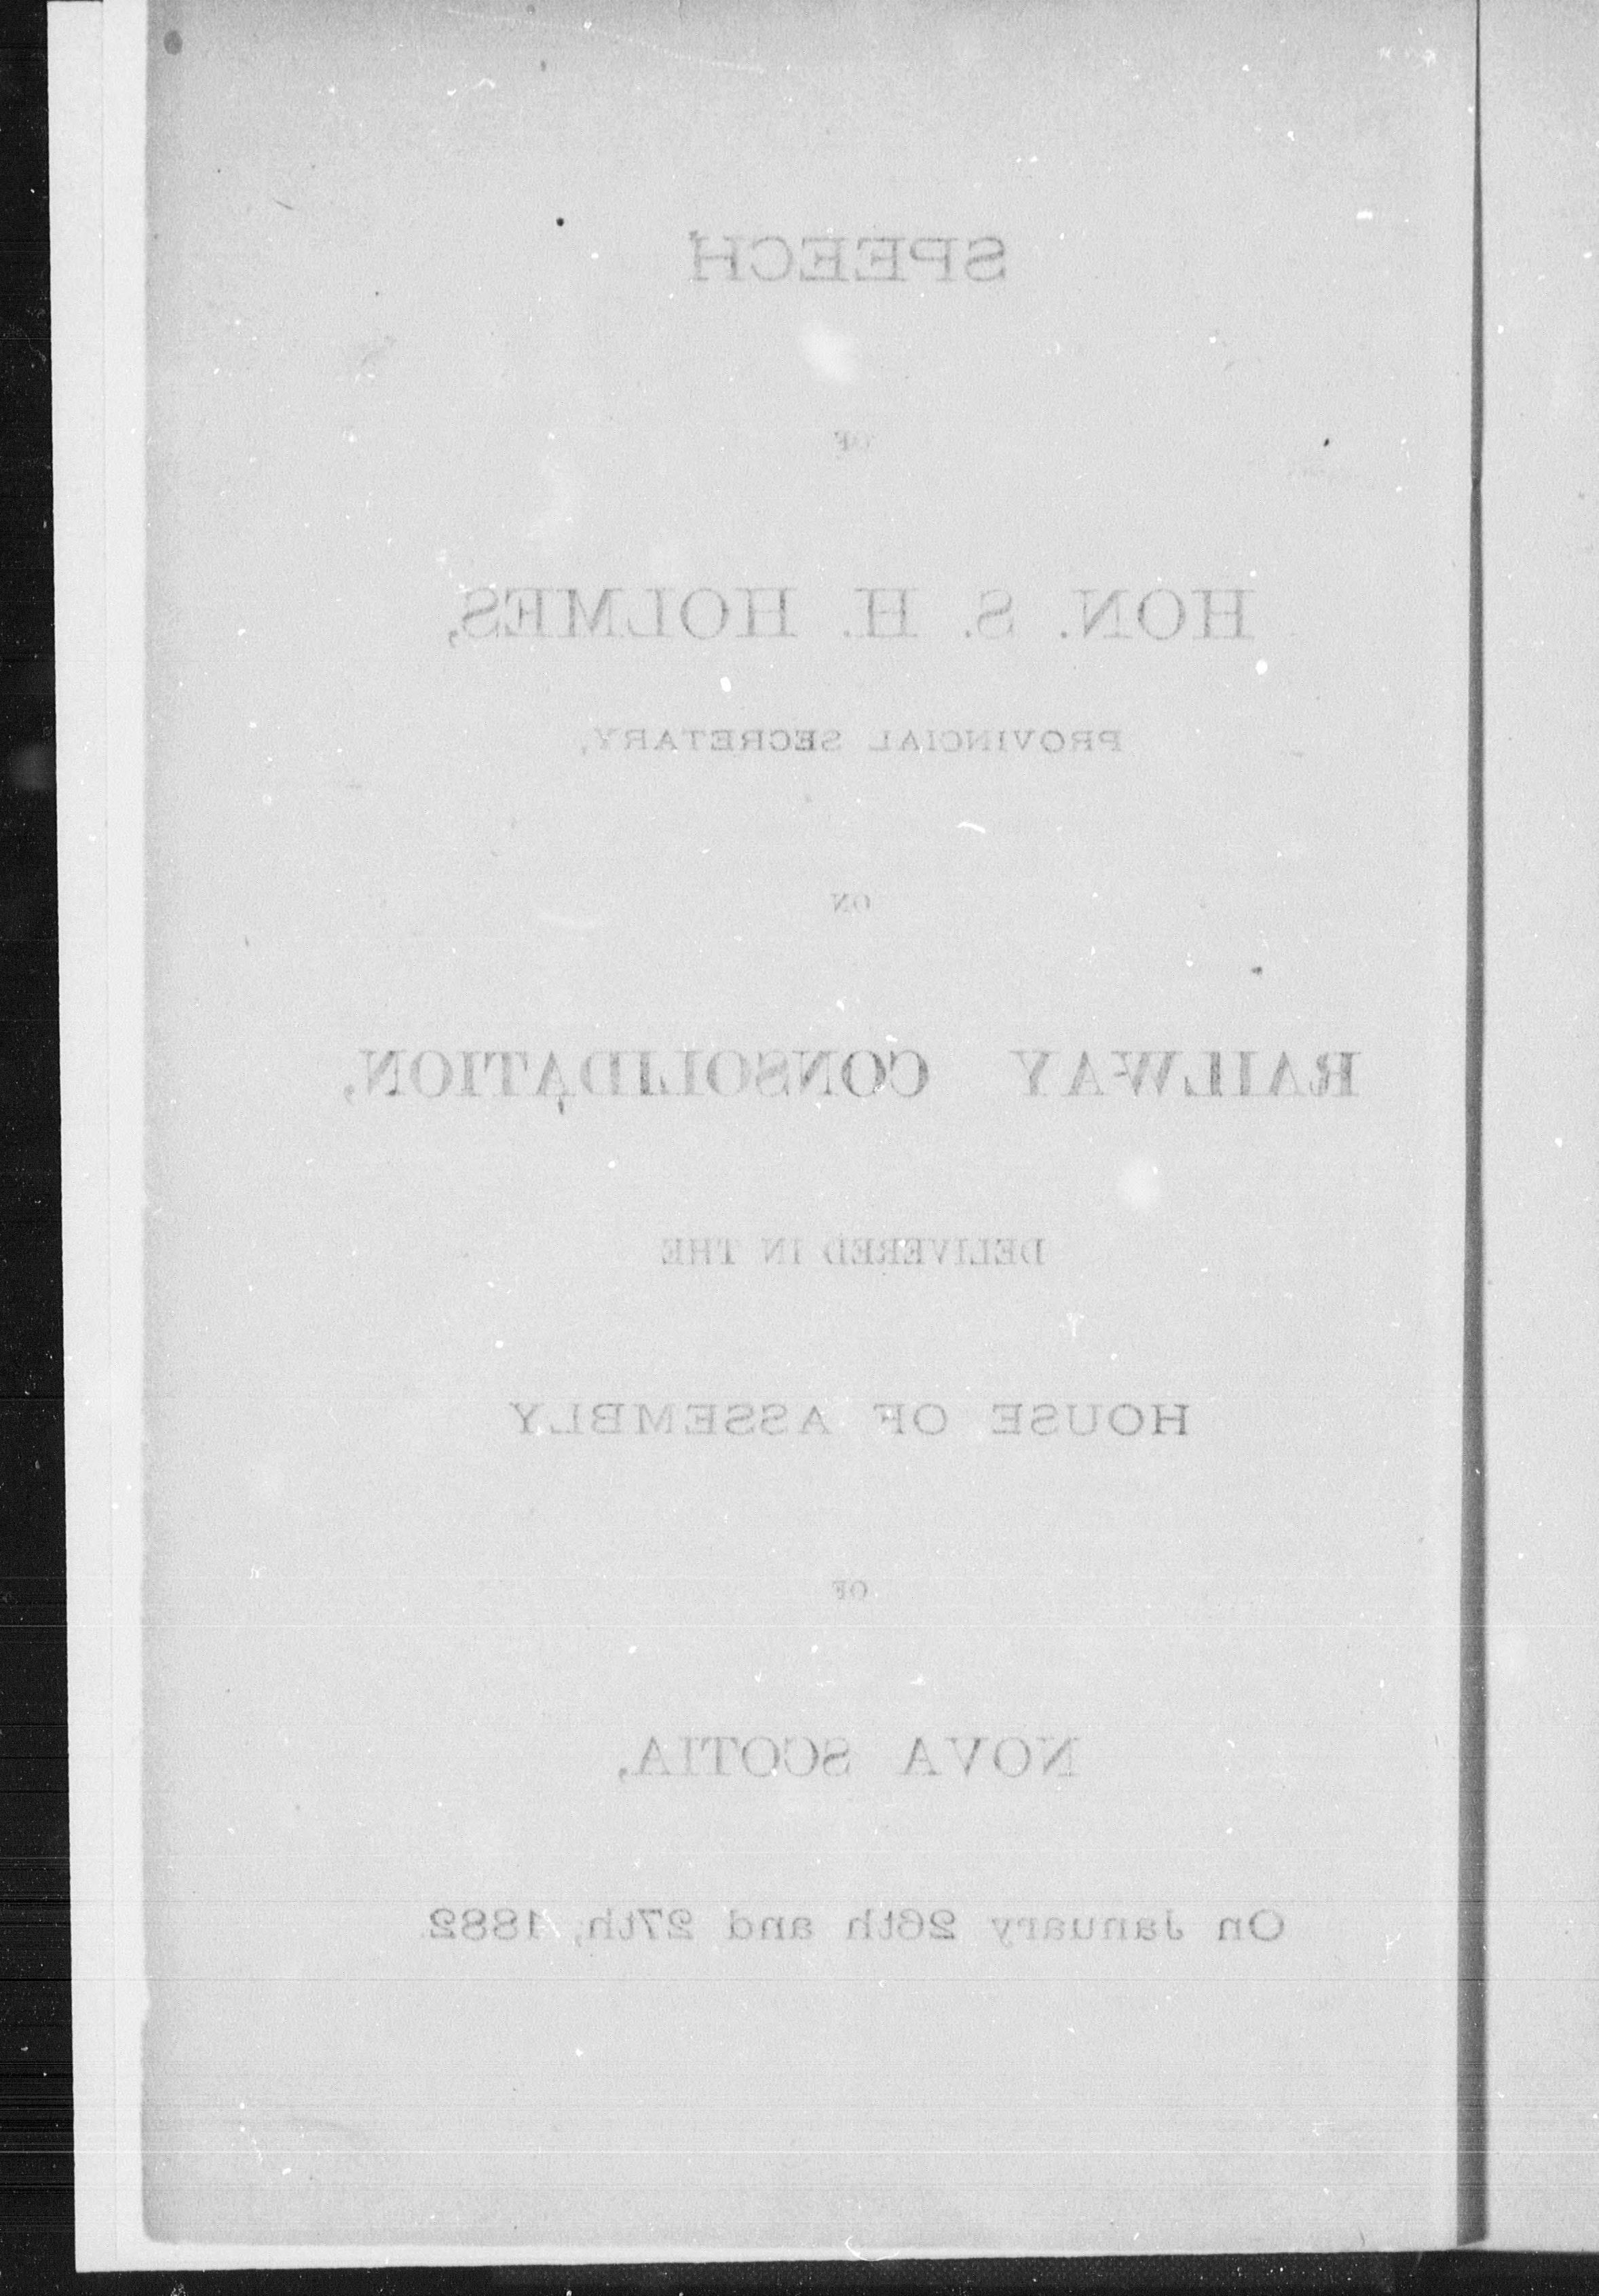 SPEECH
OF
HON. S. H. HOLMES,
PROVINCIAL SECRETARY,
ON
RAILWAY CONSOLIDATION,
DELIVERED IN THE
HOUSE OF ASSEMBLY
OF
NOVA SCOTIA,
On January 26th and 27th, 1882